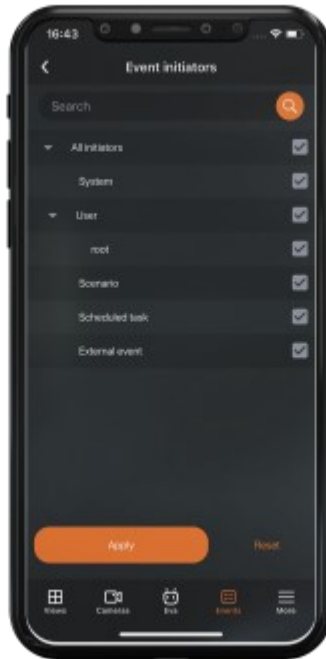 16:43
Event initiators
Search
All initiators
System
User
root
Scenario
Scheduled task
External event
Apply Reset
Views Cameras Eva Events More